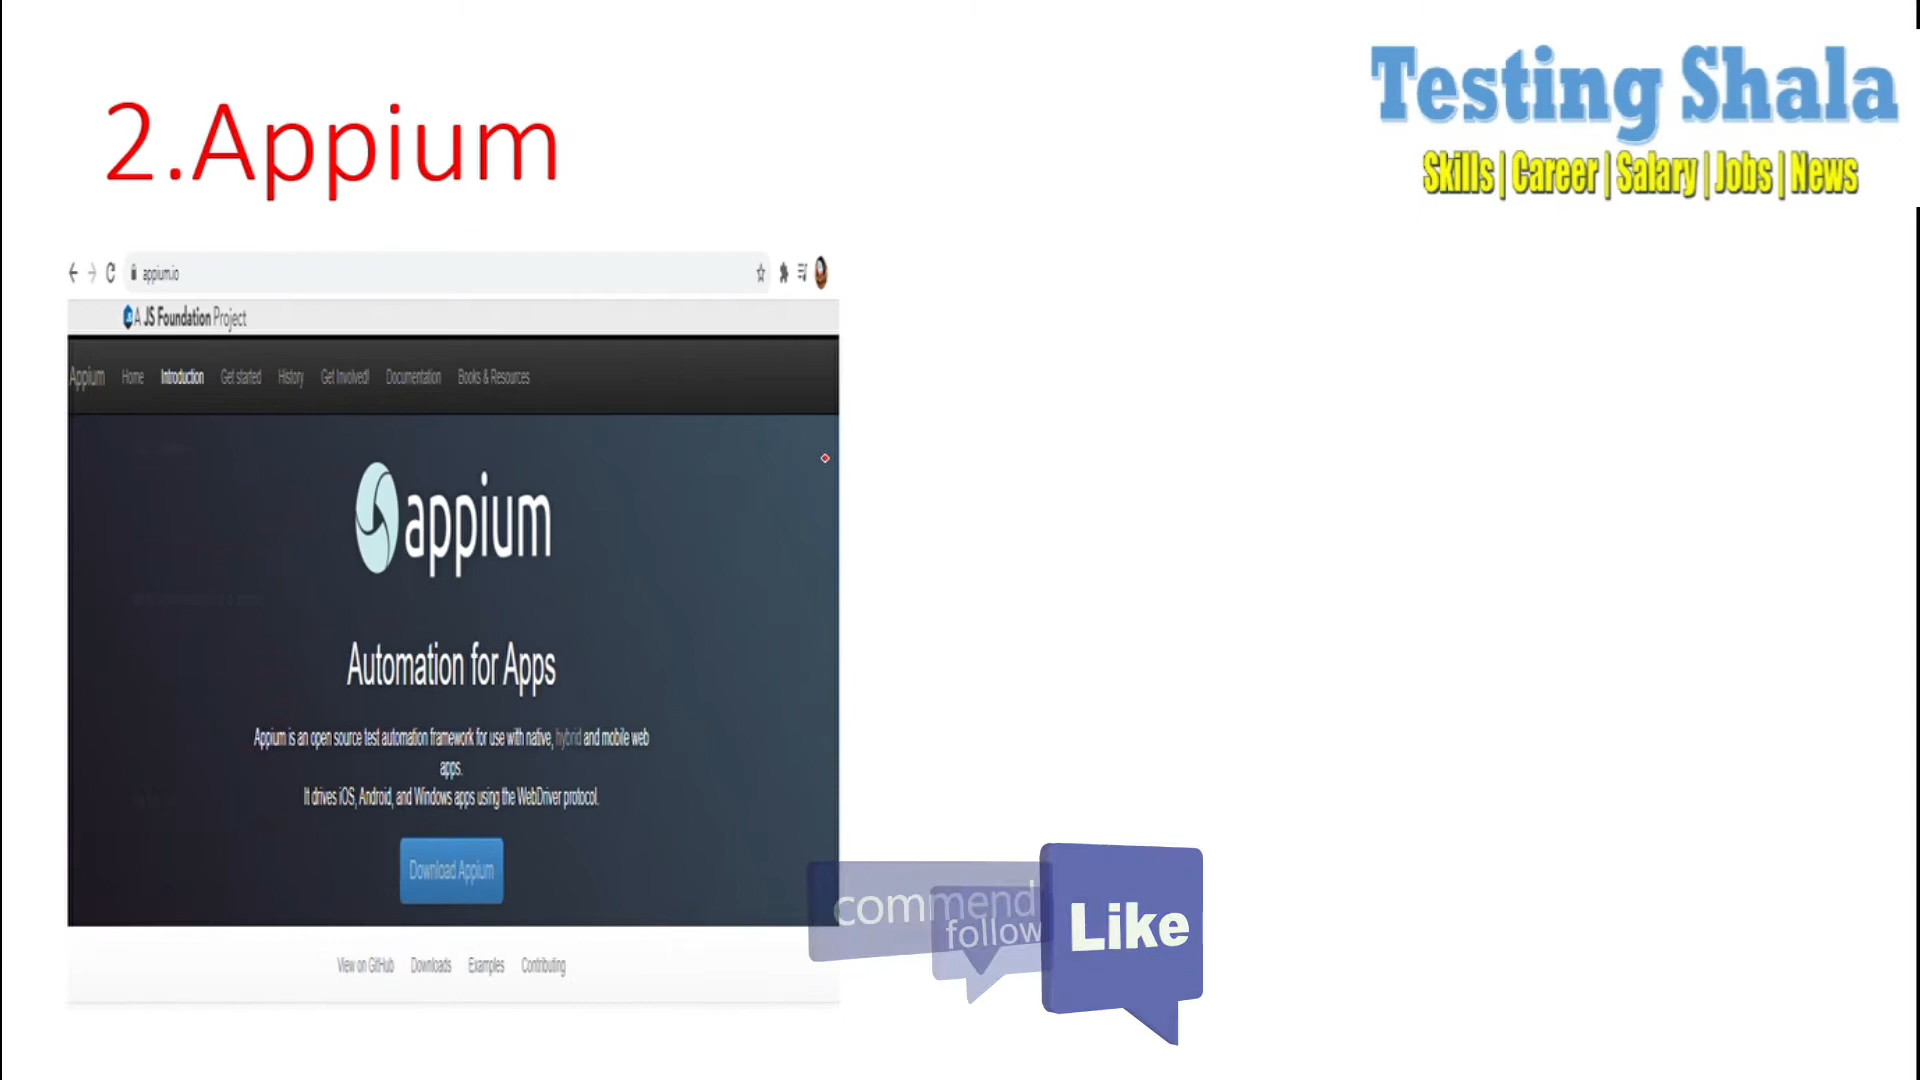 2.Appium
Testing Shala
Skills | Career | Salary | Jobs | News
appium.io
A JS Foundation Project
Appium Home Introduction Get started History Get Involved! Documentation Books & Resources
appium
Automation for Apps
Appium is an open source test automation framework for use with native, hybrid and mobile web
apps.
It drives iOS, Android, and Windows apps using the WebDriver protocol.
Download Appium
commend
follow
Like
View on GitHub Downloads Examples Contributing